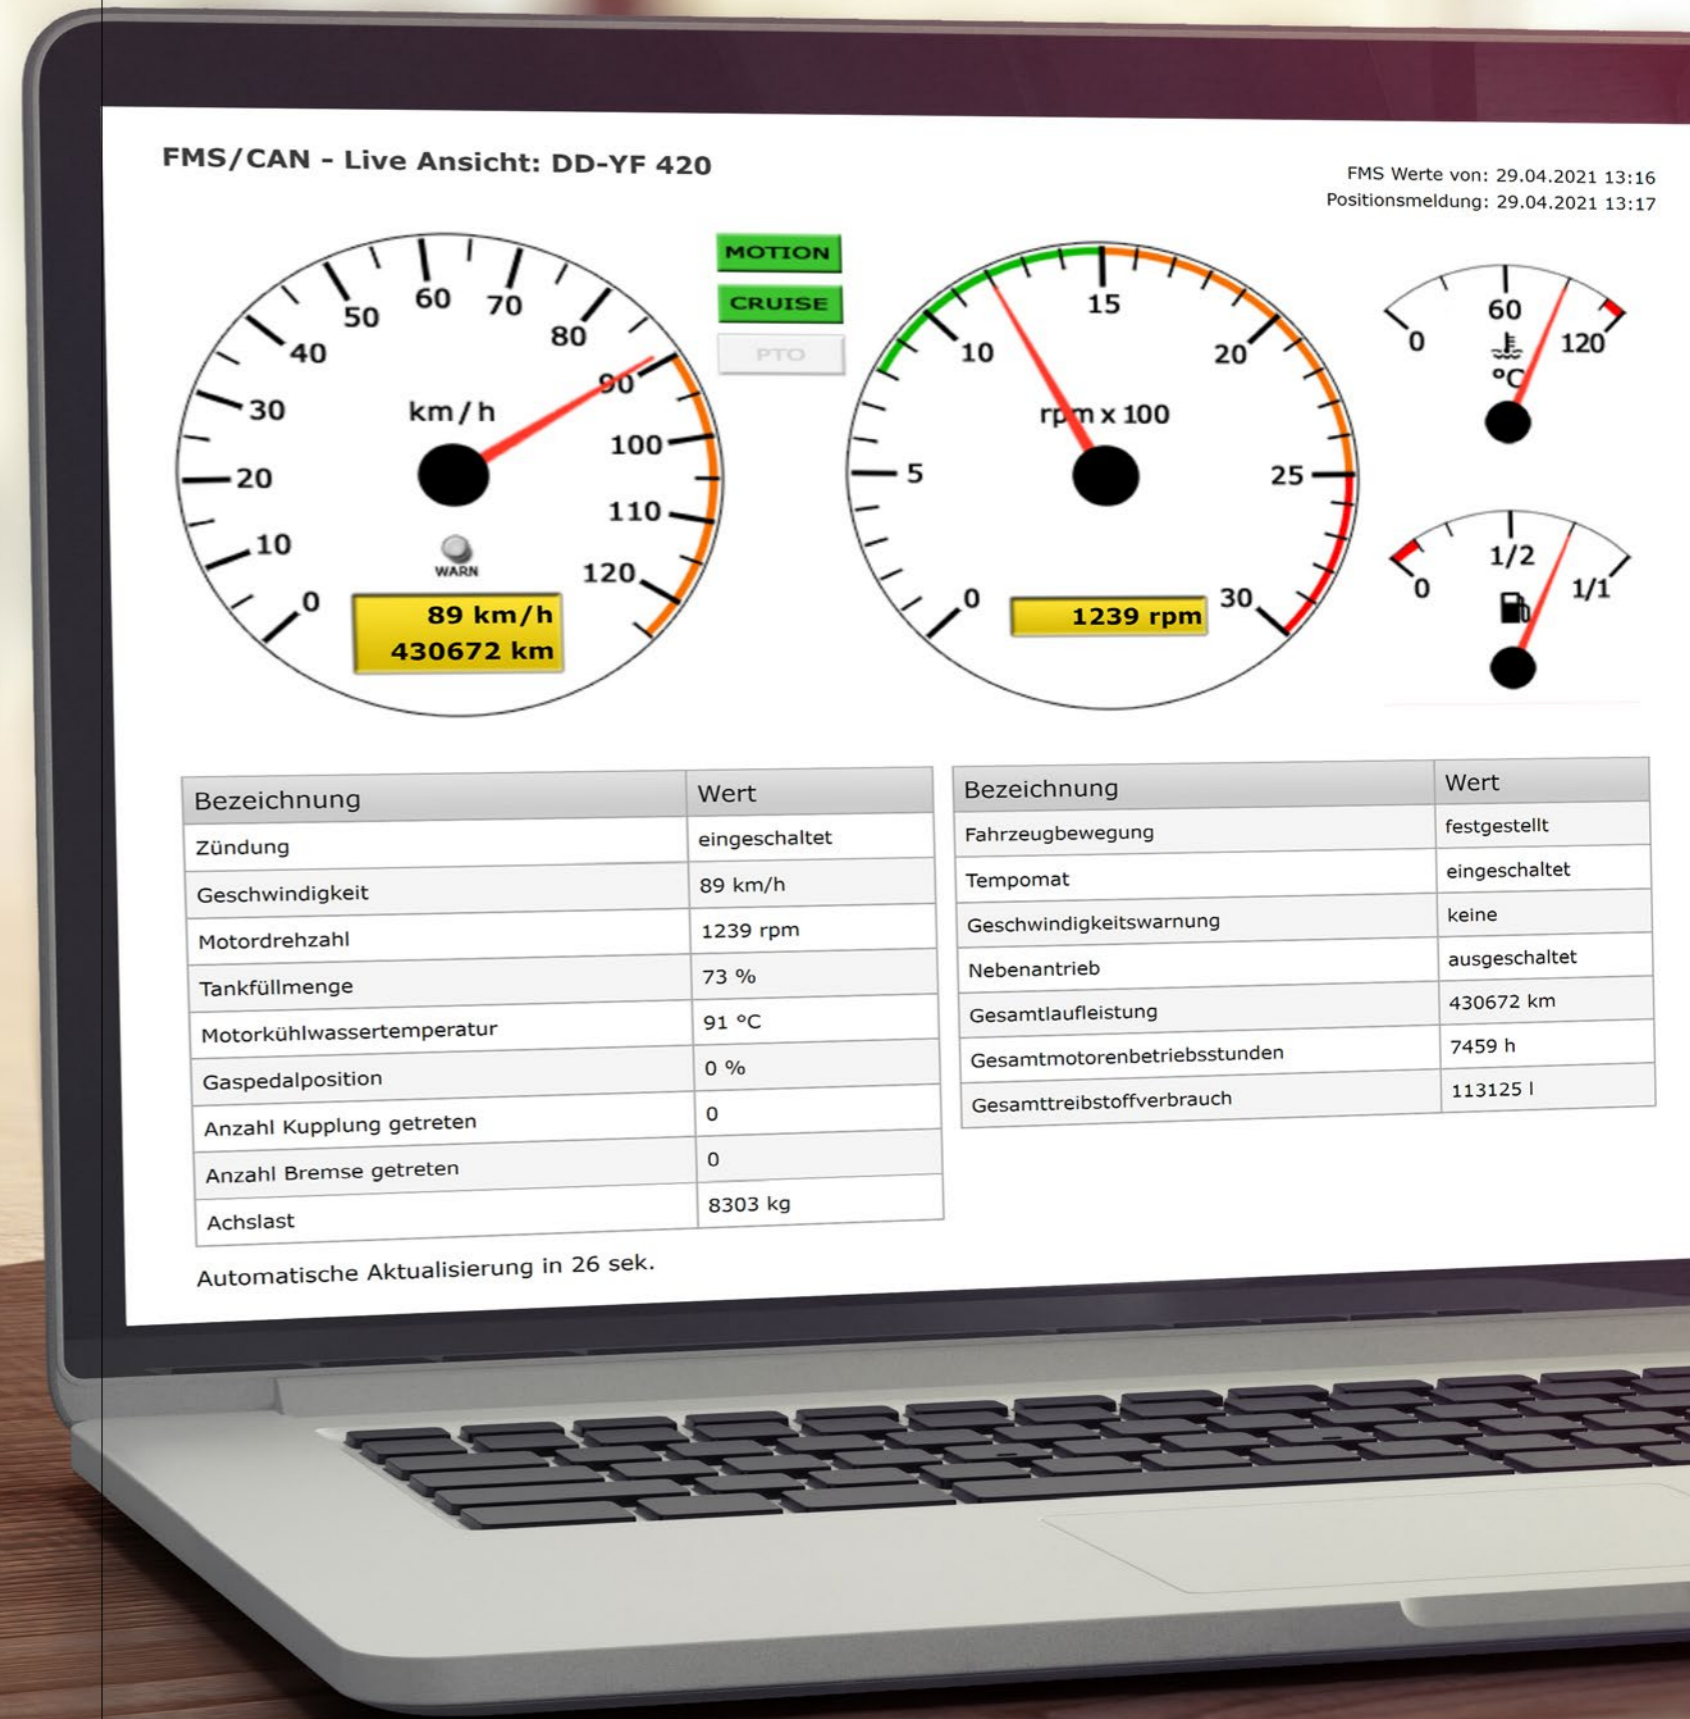 FMS/CAN - Live Ansicht: DD-YF 420
FMS Werte von: 29.04.2021 13:16
Positionsmeldung: 29.04.2021 13:17
0
10
20
30
40
50
60
70
80
90
100
110
120
km/h
WARN
89 km/h
430672 km
MOTION
CRUISE
PTO
0
5
10
15
20
25
30
rpm x 100
1239 rpm
0
60
120
°C
0
1/2
1/1
Bezeichnung Wert
Zündung eingeschaltet
Geschwindigkeit 89 km/h
Motordrehzahl 1239 rpm
Tankfüllmenge 73 %
Motorkühlwassertemperatur 91 °C
Gaspedalposition 0 %
Anzahl Kupplung getreten 0
Anzahl Bremse getreten 0
Achslast 8303 kg
Bezeichnung Wert
Fahrzeugbewegung festgestellt
Tempomat eingeschaltet
Geschwindigkeitswarnung keine
Nebenantrieb ausgeschaltet
Gesamtlaufleistung 430672 km
Gesamtmotorenbetriebsstunden 7459 h
Gesamttreibstoffverbrauch 113125 l
Automatische Aktualisierung in 26 sek.